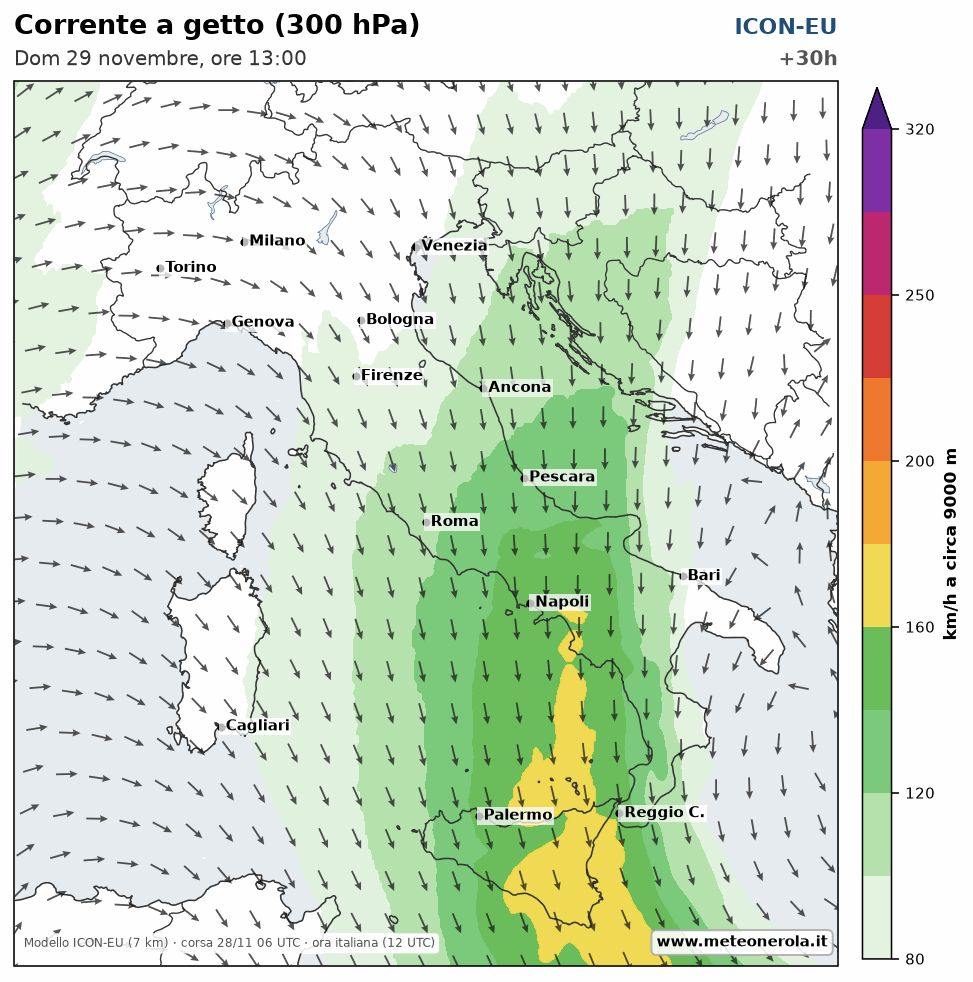 Corrente a getto (300 hPa)
ICON-EU
Dom 29 novembre, ore 13:00
+30h
Milano
Venezia
Torino
Genova
Bologna
Firenze
Ancona
Pescara
Roma
Bari
Napoli
Cagliari
Palermo
Reggio C.
320
250
200
160
120
80
km/h a circa 9000 m
Modello ICON-EU (7 km) · corsa 28/11 06 UTC · ora italiana (12 UTC)
www.meteonerola.it